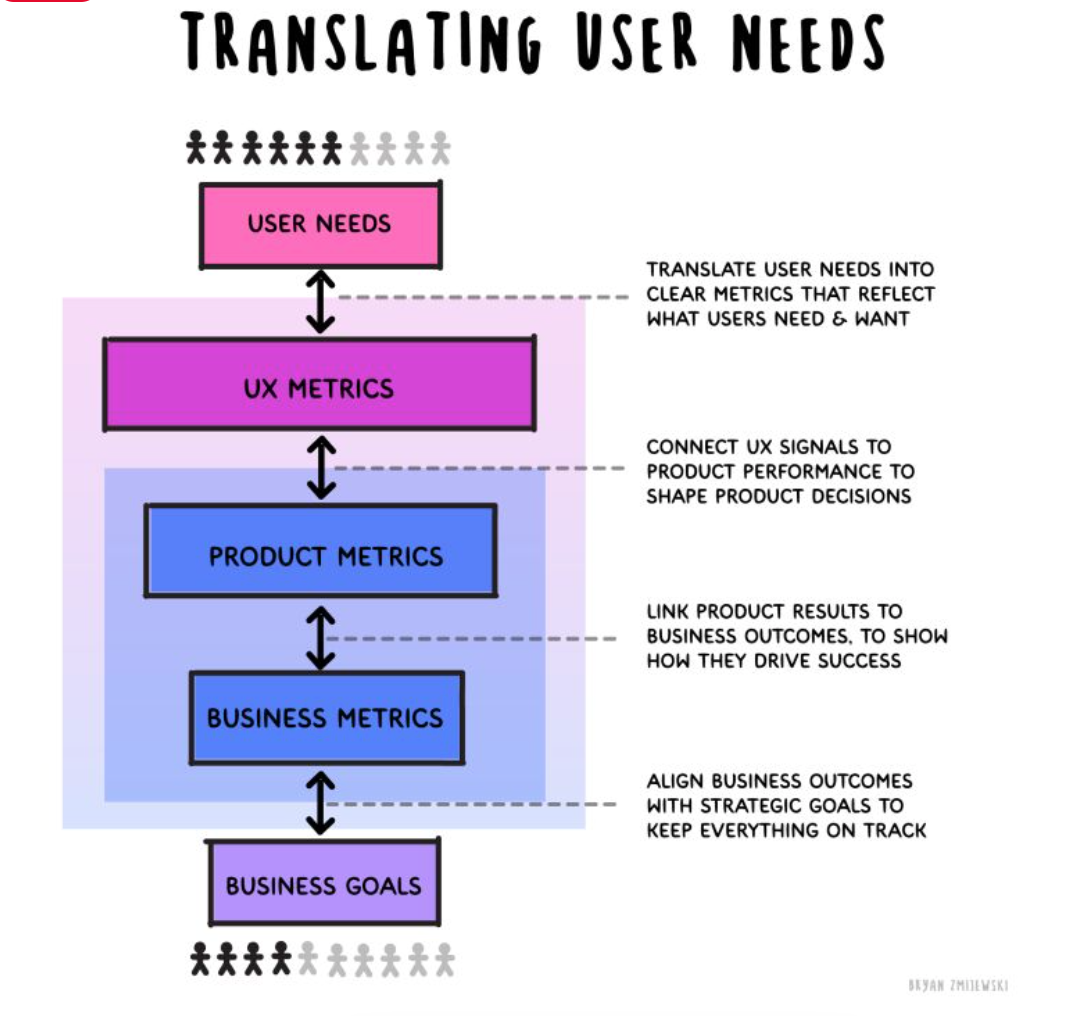 TRANSLATING USER NEEDS
USER NEEDS
TRANSLATE USER NEEDS INTO
CLEAR METRICS THAT REFLECT
WHAT USERS NEED & WANT
UX METRICS
CONNECT UX SIGNALS TO
PRODUCT PERFORMANCE TO
SHAPE PRODUCT DECISIONS
PRODUCT METRICS
LINK PRODUCT RESULTS TO
BUSINESS OUTCOMES, TO SHOW
HOW THEY DRIVE SUCCESS
BUSINESS METRICS
ALIGN BUSINESS OUTCOMES
WITH STRATEGIC GOALS TO
KEEP EVERYTHING ON TRACK
BUSINESS GOALS
BRYAN ZMIJEWSKI